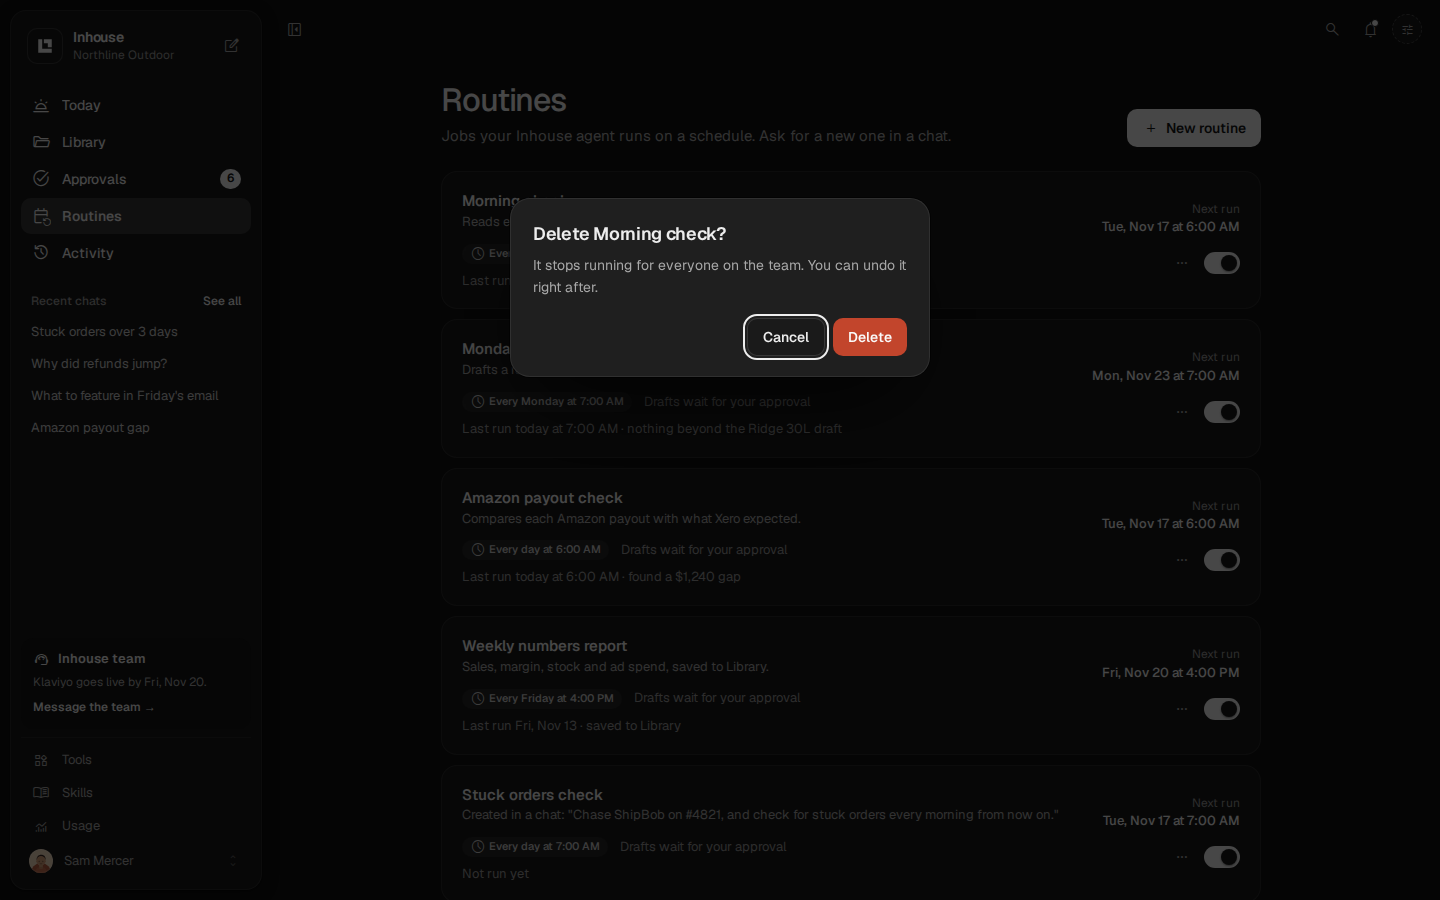 Inhouse
Northline Outdoor
Today
Library
Approvals
6
Routines
Activity
Recent chats
See all
Stuck orders over 3 days
Why did refunds jump?
What to feature in Friday's email
Amazon payout gap
Inhouse team
Klaviyo goes live by Fri, Nov 20.
Message the team →
Tools
Skills
Usage
Sam Mercer
Routines
Jobs your Inhouse agent runs on a schedule. Ask for a new one in a chat.
+ New routine
Morning
Reads
Last run
Next run
Tue, Nov 17 at 6:00 AM
Delete Morning check?
It stops running for everyone on the team. You can undo it
right after.
Cancel
Delete
Drafts a
Every Monday at 7:00 AM
Drafts wait for your approval
Last run today at 7:00 AM · nothing beyond the Ridge 30L draft
Next run
Mon, Nov 23 at 7:00 AM
Amazon payout check
Compares each Amazon payout with what Xero expected.
Every day at 6:00 AM
Drafts wait for your approval
Last run today at 6:00 AM · found a $1,240 gap
Next run
Tue, Nov 17 at 6:00 AM
Weekly numbers report
Sales, margin, stock and ad spend, saved to Library.
Every Friday at 4:00 PM
Drafts wait for your approval
Last run Fri, Nov 13 · saved to Library
Next run
Fri, Nov 20 at 4:00 PM
Stuck orders check
Created in a chat: "Chase ShipBob on #4821, and check for stuck orders every morning from now on."
Every day at 7:00 AM
Drafts wait for your approval
Not run yet
Next run
Tue, Nov 17 at 7:00 AM